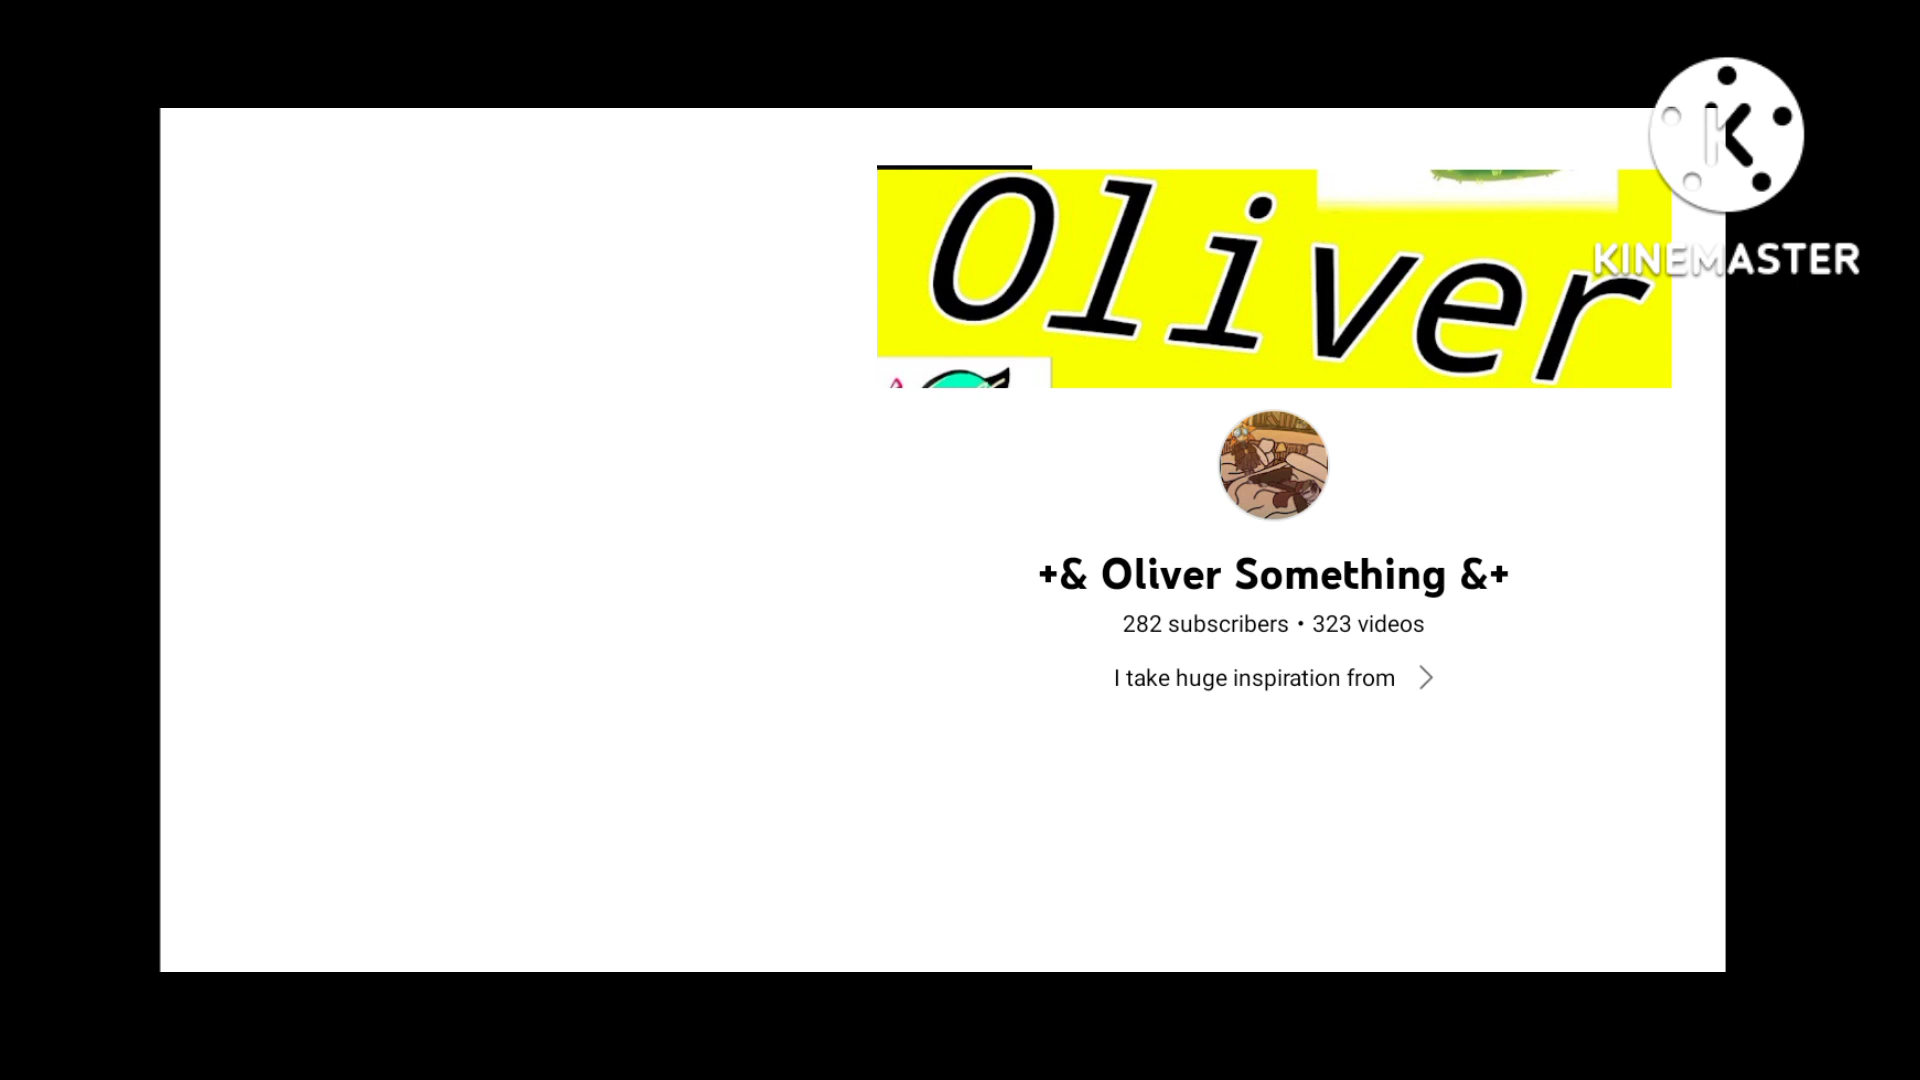 Oliver
K
KINEMASTER
+& Oliver Something &+
282 subscribers • 323 videos
I take huge inspiration from